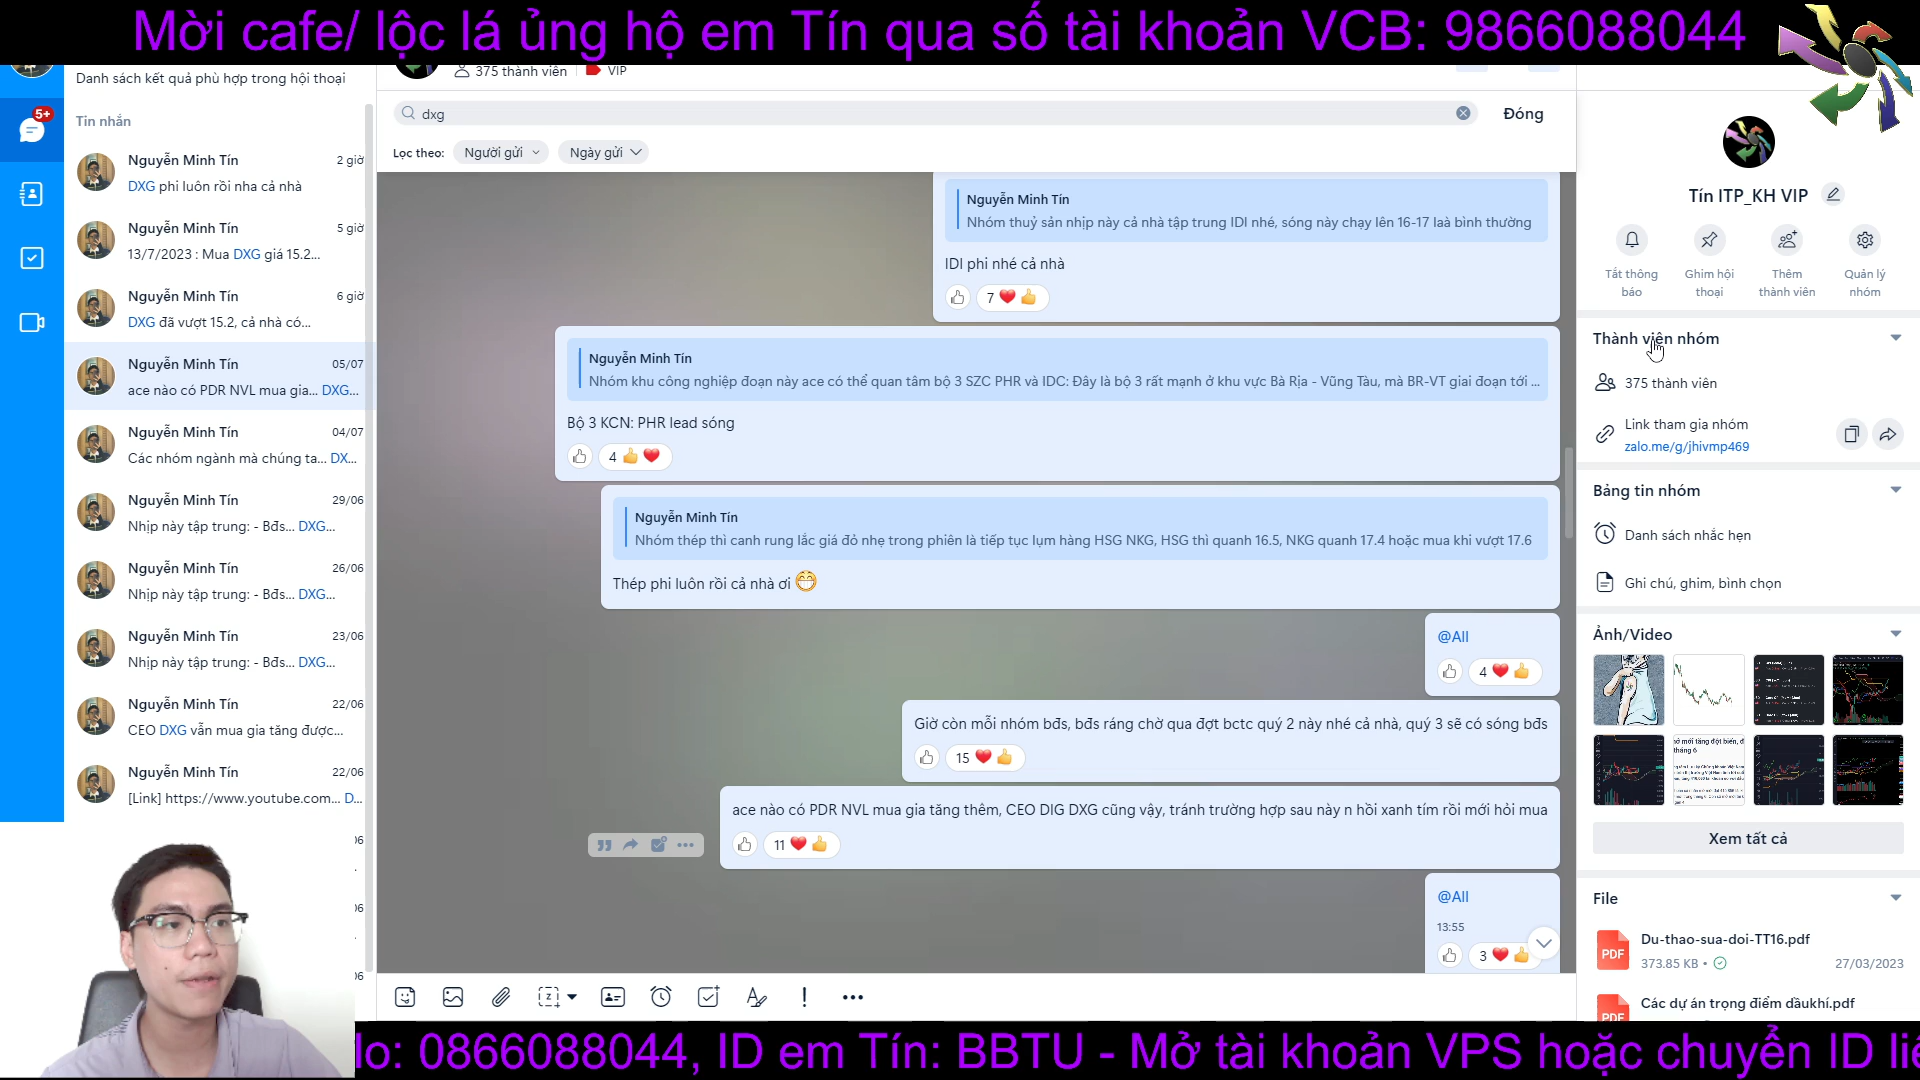 Mời cafe/ lộc lá ủng hộ em Tín qua số tài khoản VCB: 9866088044
Danh sách kết quả phù hợp trong hội thoại
5+
Tin nhắn
Nguyễn Minh Tín
2 giờ
DXG phi luôn rồi nha cả nhà
Nguyễn Minh Tín
5 giờ
13/7/2023 : Mua DXG giá 15.2...
Nguyễn Minh Tín
6 giờ
DXG đã vượt 15.2, cả nhà có...
Nguyễn Minh Tín
05/07
ace nào có PDR NVL mua gia... DXG...
Nguyễn Minh Tín
04/07
Các nhóm ngành mà chúng ta... DX...
Nguyễn Minh Tín
29/06
Nhịp này tập trung: - Bđs... DXG...
Nguyễn Minh Tín
26/06
Nhịp này tập trung: - Bđs... DXG...
Nguyễn Minh Tín
23/06
Nhịp này tập trung: - Bđs... DXG...
Nguyễn Minh Tín
22/06
CEO DXG vẫn mua gia tăng được...
Nguyễn Minh Tín
22/06
[Link] https://www.youtube.com... D...
375 thành viên
VIP
dxg
Đóng
Lọc theo:
Người gửi
Ngày gửi
Nguyễn Minh Tín
Nhóm thuỷ sản nhịp này cả nhà tập trung IDI nhé, sóng này chạy lên 16-17 laà bình thường
IDI phi nhé cả nhà
7
Nguyễn Minh Tín
Nhóm khu công nghiệp đoạn này ace có thể quan tâm bộ 3 SZC PHR và IDC: Đây là bộ 3 rất mạnh ở khu vực Bà Rịa - Vũng Tàu, mà BR-VT giai đoạn tới ...
Bộ 3 KCN: PHR lead sóng
4
Nguyễn Minh Tín
Nhóm thép thì canh rung lắc giá đỏ nhẹ trong phiên là tiếp tục lụm hàng HSG NKG, HSG thì quanh 16.5, NKG quanh 17.4 hoặc mua khi vượt 17.6
Thép phi luôn rồi cả nhà ơi
@All
4
Giờ còn mỗi nhóm bđs, bđs ráng chờ qua đợt bctc quý 2 này nhé cả nhà, quý 3 sẽ có sóng bđs
15
ace nào có PDR NVL mua gia tăng thêm, CEO DIG DXG cũng vậy, tránh trường hợp sau này n hồi xanh tím rồi mới hỏi mua
11
@All
13:55
3
Tín ITP_KH VIP
Tắt thông báo
Ghim hội thoại
Thêm thành viên
Quản lý nhóm
Thành viên nhóm
375 thành viên
Link tham gia nhóm
zalo.me/g/jhivmp469
Bảng tin nhóm
Danh sách nhắc hẹn
Ghi chú, ghim, bình chọn
Ảnh/Video
Xem tất cả
File
PDF
Du-thao-sua-doi-TT16.pdf
373.85 KB
27/03/2023
PDF
Các dự án trọng điểm dầukhí.pdf
lo: 0866088044, ID em Tín: BBTU - Mở tài khoản VPS hoặc chuyển ID